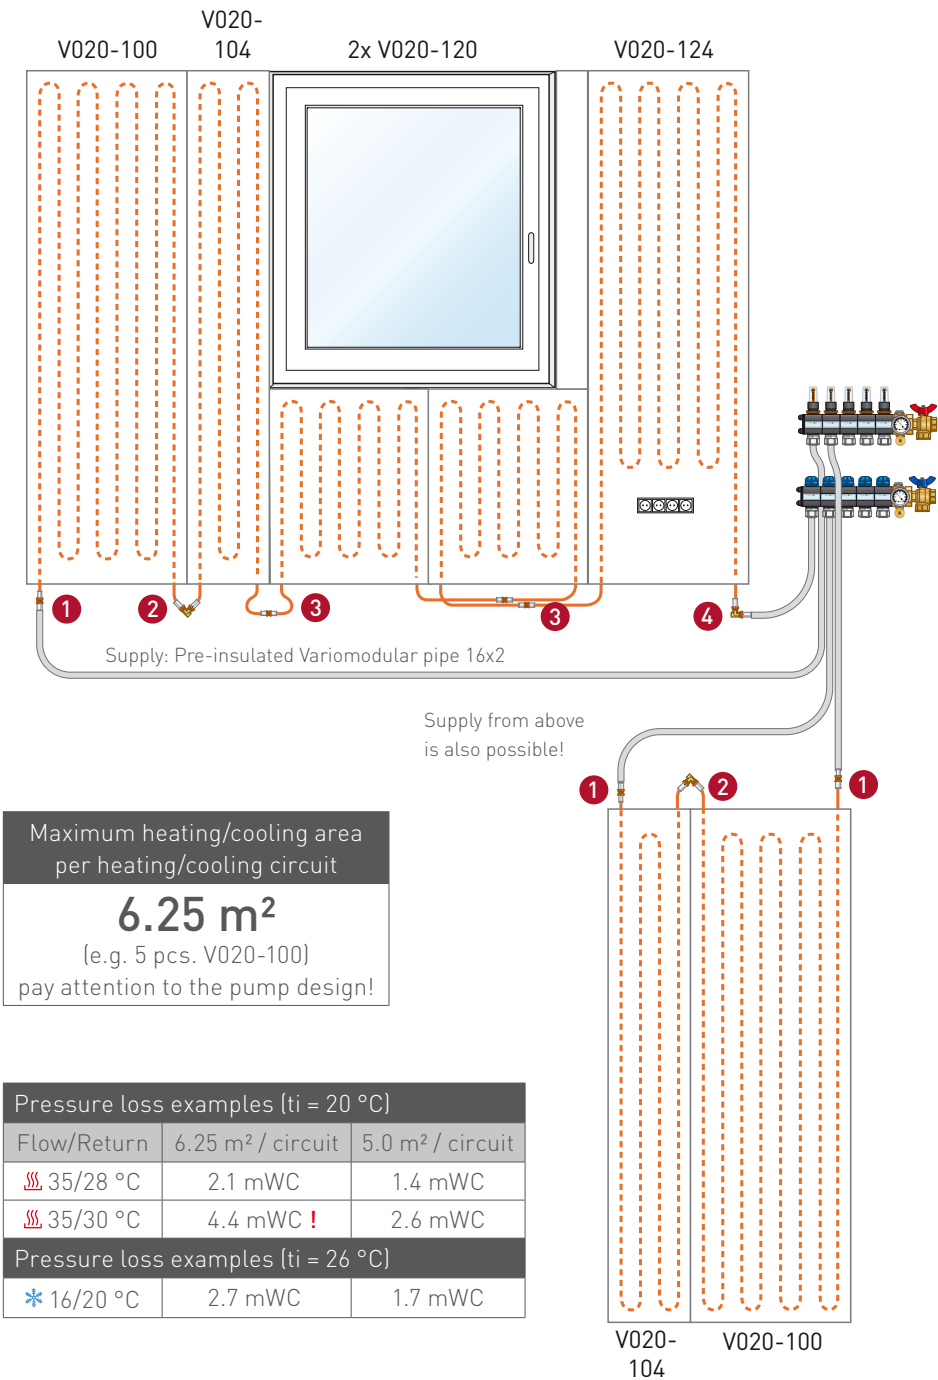 V020-100
V020-
104
2x V020-120
V020-124
1
2
3
3
4
Supply: Pre-insulated Variomodular pipe 16x2
Supply from above
is also possible!
1
2
1
Maximum heating/cooling area
per heating/cooling circuit
6.25 m²
(e.g. 5 pcs. V020-100)
pay attention to the pump design!
Pressure loss examples (ti = 20 °C)
Flow/Return 6.25 m² / circuit 5.0 m² / circuit
35/28 °C 2.1 mWC 1.4 mWC
35/30 °C 4.4 mWC ! 2.6 mWC
Pressure loss examples (ti = 26 °C)
16/20 °C 2.7 mWC 1.7 mWC
V020-
104
V020-100